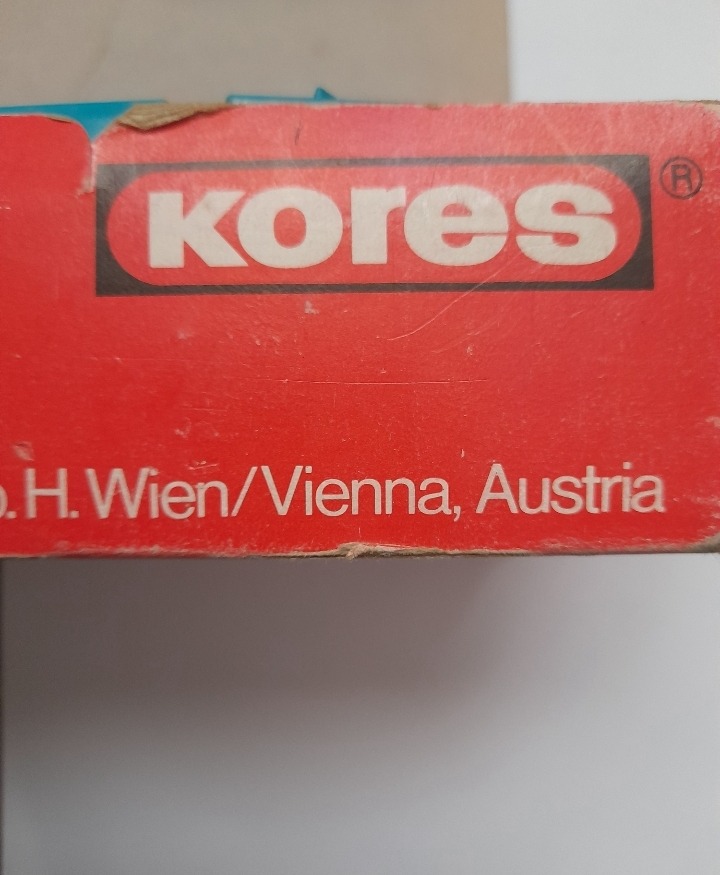 kores ®
.H. Wien/Vienna, Austria